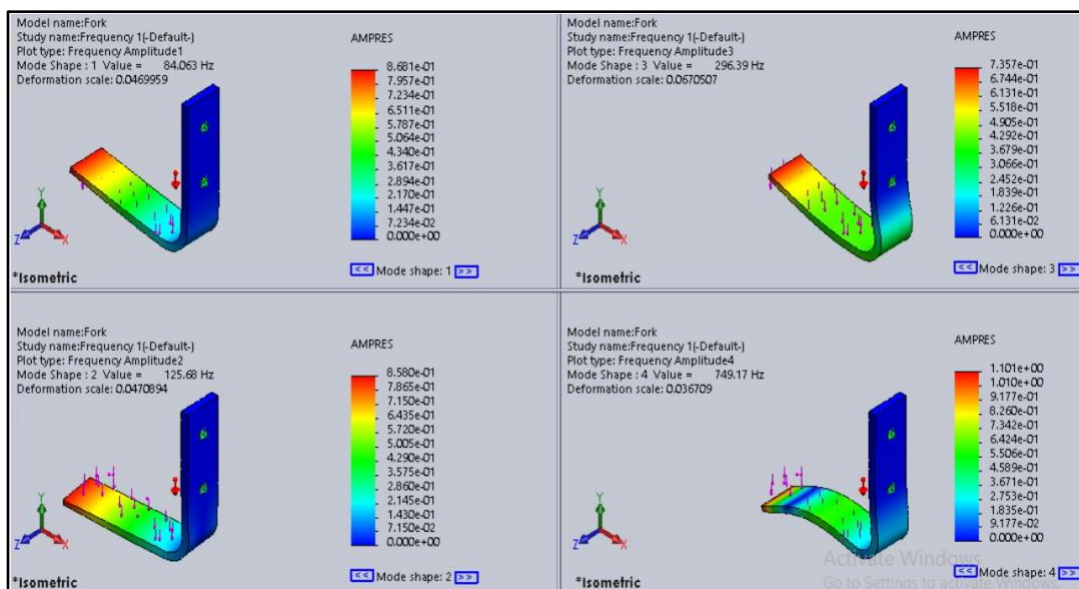 Model name:Fork
Study name:Frequency 1(-Default-)
Plot type: Frequency Amplitude1
Mode Shape : 1 Value = 84.063 Hz
Deformation scale: 0.0469959
AMPRES
8.681e-01
7.957e-01
7.234e-01
6.511e-01
5.787e-01
5.064e-01
4.340e-01
3.617e-01
2.894e-01
2.170e-01
1.447e-01
7.234e-02
0.000e+00
Y
Z
X
*Isometric
<< Mode shape: 1 >>
Model name:Fork
Study name:Frequency 1(-Default-)
Plot type: Frequency Amplitude3
Mode Shape : 3 Value = 296.39 Hz
Deformation scale: 0.0670507
AMPRES
7.357e-01
6.744e-01
6.131e-01
5.518e-01
4.905e-01
4.292e-01
3.679e-01
3.066e-01
2.452e-01
1.839e-01
1.226e-01
6.131e-02
0.000e+00
Y
Z
X
*Isometric
<< Mode shape: 3 >>
Model name:Fork
Study name:Frequency 1(-Default-)
Plot type: Frequency Amplitude2
Mode Shape : 2 Value = 125.68 Hz
Deformation scale: 0.0470894
AMPRES
8.580e-01
7.865e-01
7.150e-01
6.435e-01
5.720e-01
5.005e-01
4.290e-01
3.575e-01
2.860e-01
2.145e-01
1.430e-01
7.150e-02
0.000e+00
Y
Z
X
*Isometric
<< Mode shape: 2 >>
Model name:Fork
Study name:Frequency 1(-Default-)
Plot type: Frequency Amplitude4
Mode Shape : 4 Value = 749.17 Hz
Deformation scale: 0.036709
AMPRES
1.101e+00
1.010e+00
9.177e-01
8.260e-01
7.342e-01
6.424e-01
5.506e-01
4.589e-01
3.671e-01
2.753e-01
1.835e-01
9.177e-02
0.000e+00
Y
Z
X
*Isometric
Activate Windows
<< Mode shape: 4 >>
Go to Settings to activate Windows.